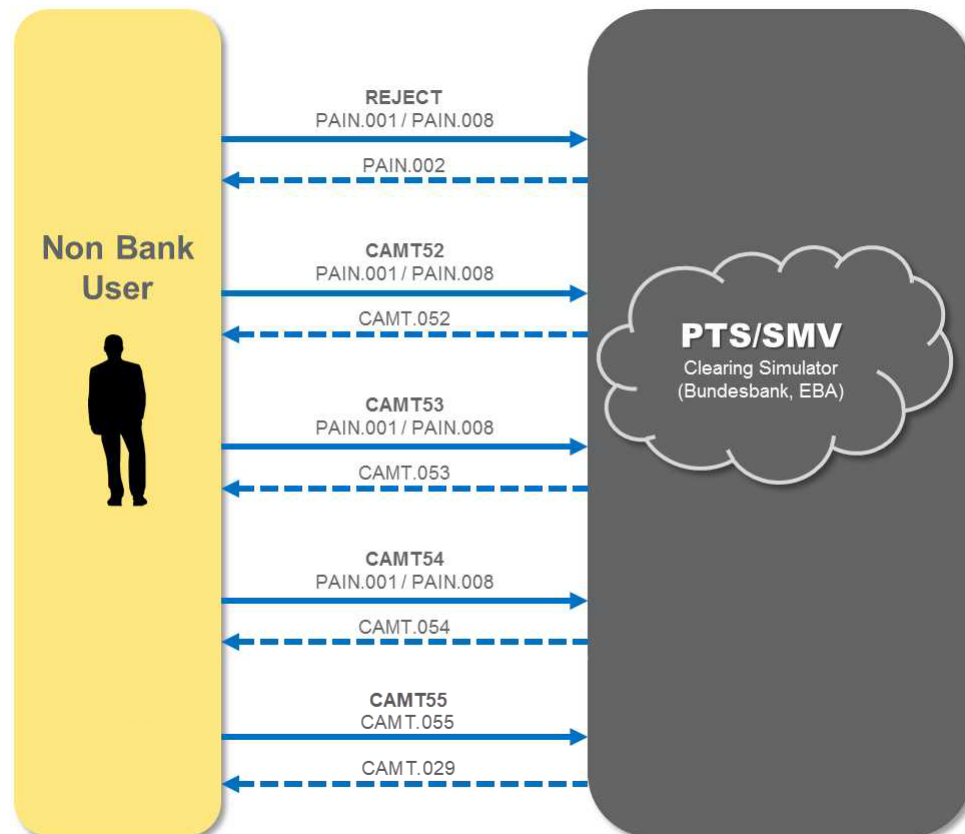 REJECT
PAIN.001 / PAIN.008
PAIN.002
Non Bank
User
CAMT52
PAIN.001 / PAIN.008
CAMT.052
PTS/SMV
Clearing Simulator
(Bundesbank, EBA)
CAMT53
PAIN.001 / PAIN.008
CAMT.053
CAMT54
PAIN.001 / PAIN.008
CAMT.054
CAMT55
CAMT.055
CAMT.029